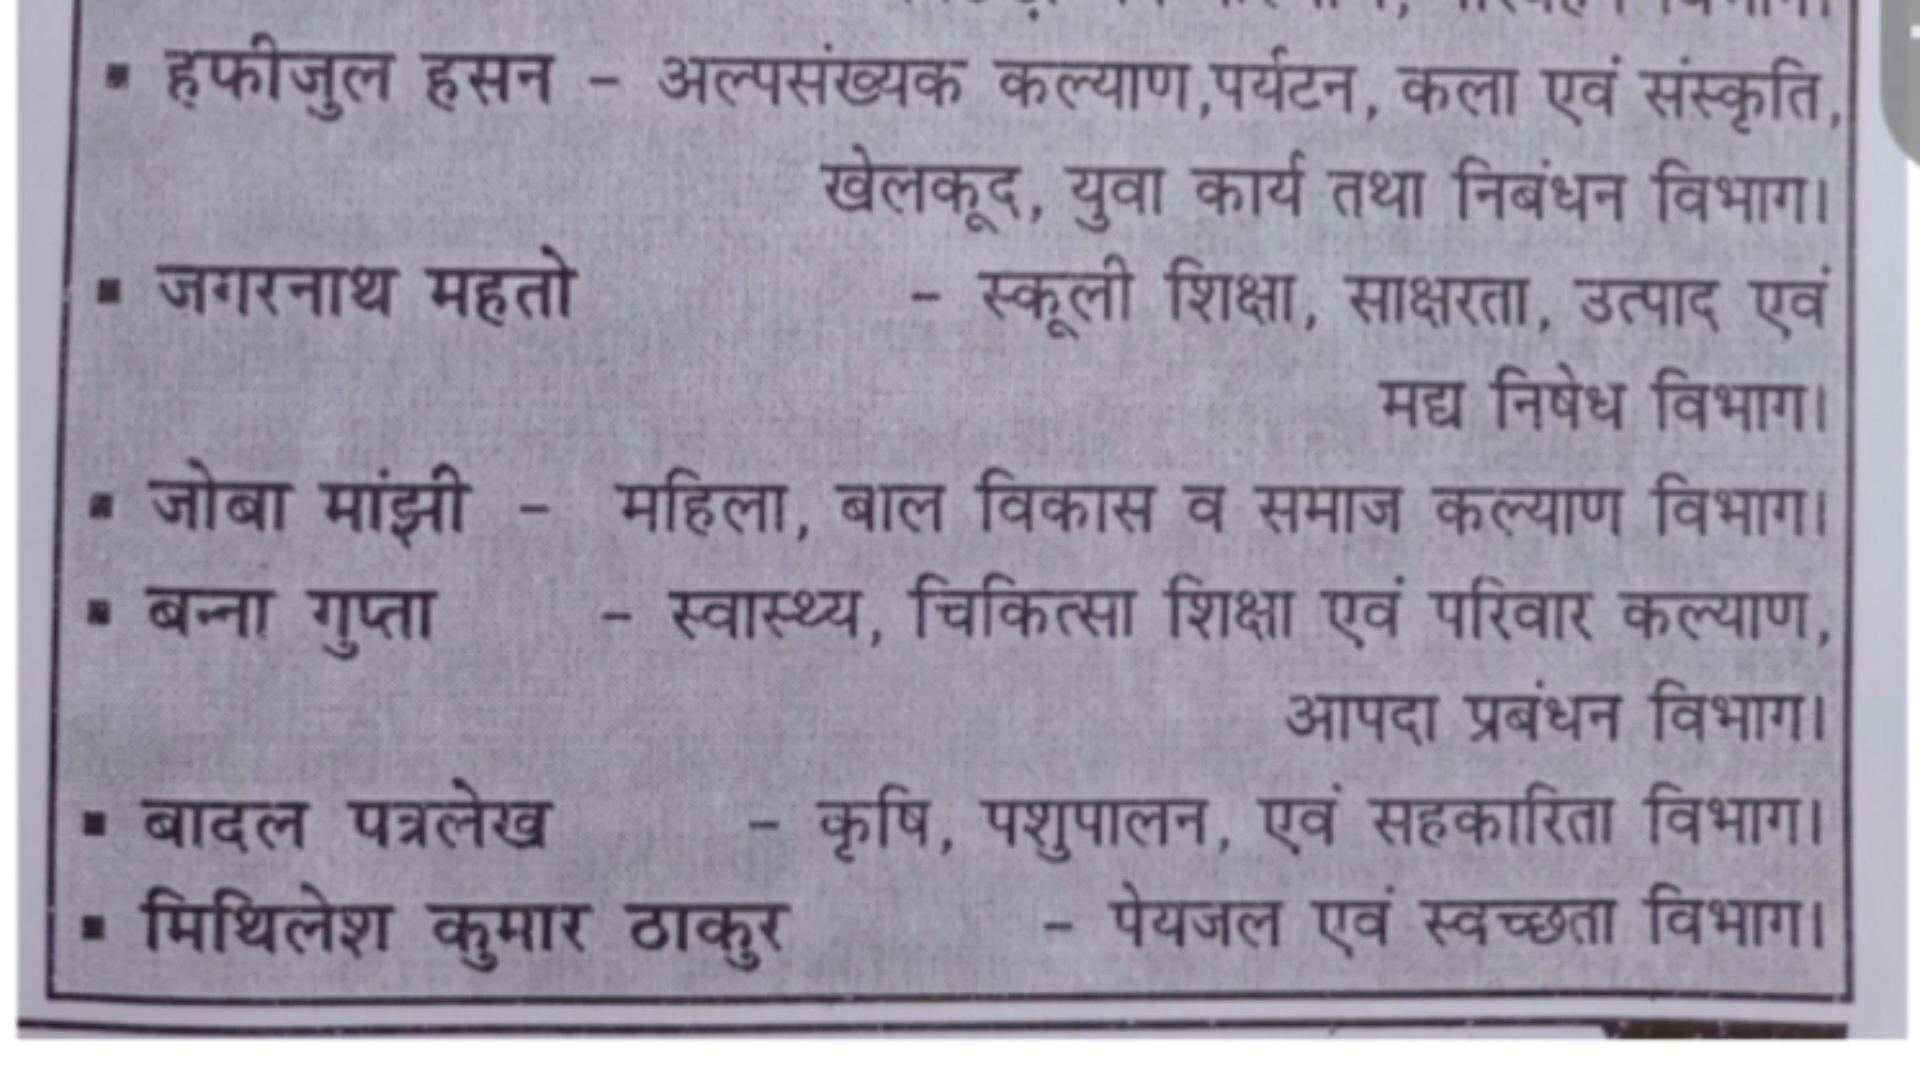 ▪ हफीजुल हसन – अल्पसंख्यक कल्याण,पर्यटन, कला एवं संस्कृति,
खेलकूद, युवा कार्य तथा निबंधन विभाग।
▪ जगरनाथ महतो – स्कूली शिक्षा, साक्षरता, उत्पाद एवं
मद्य निषेध विभाग।
▪ जोबा मांझी – महिला, बाल विकास व समाज कल्याण विभाग।
▪ बन्ना गुप्ता – स्वास्थ्य, चिकित्सा शिक्षा एवं परिवार कल्याण,
आपदा प्रबंधन विभाग।
▪ बादल पत्रलेख – कृषि, पशुपालन, एवं सहकारिता विभाग।
▪ मिथिलेश कुमार ठाकुर – पेयजल एवं स्वच्छता विभाग।